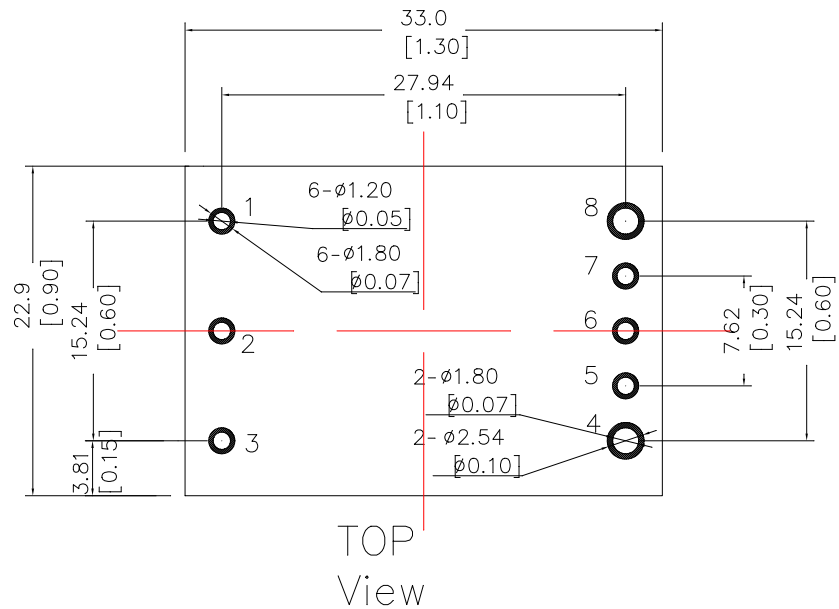 33.0
[1.30]
27.94
[1.10]
6-ø1.20
[ø0.05]
6-ø1.80
[ø0.07]
1
2
3
8
7
6
5
4
22.9
[0.90]
15.24
[0.60]
3.81
[0.15]
7.62
[0.30]
15.24
[0.60]
2-ø1.80
[ø0.07]
2-ø2.54
[ø0.10]
TOP
View